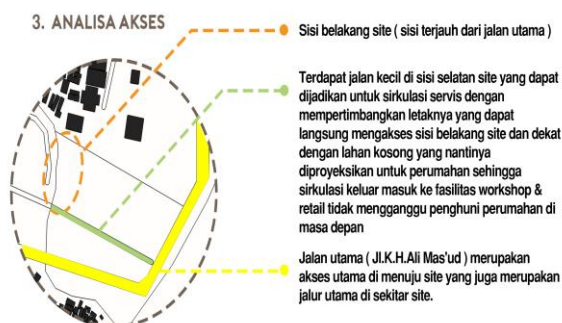 3. ANALISA AKSES
Sisi belakang site ( sisi terjauh dari jalan utama )
Terdapat jalan kecil di sisi selatan site yang dapat
dijadikan untuk sirkulasi servis dengan
mempertimbangkan letaknya yang dapat
langsung mengakses sisi belakang site dan dekat
dengan lahan kosong yang nantinya
diproyeksikan untuk perumahan sehingga
sirkulasi keluar masuk ke fasilitas workshop &
retail tidak mengganggu penghuni perumahan di
masa depan
Jalan utama ( Jl.K.H.Ali Mas'ud ) merupakan
akses utama di menuju site yang juga merupakan
jalur utama di sekitar site.